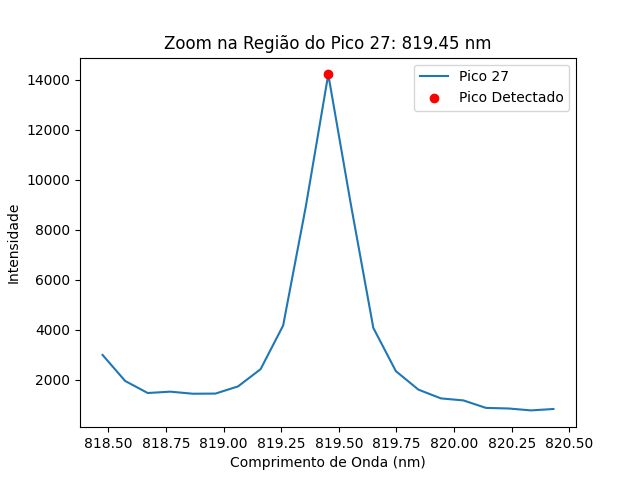 Zoom na Região do Pico 27: 819.45 nm
Pico 27
Pico Detectado
Intensidade
14000
12000
10000
8000
6000
4000
2000
818.50 818.75 819.00 819.25 819.50 819.75 820.00 820.25 820.50
Comprimento de Onda (nm)